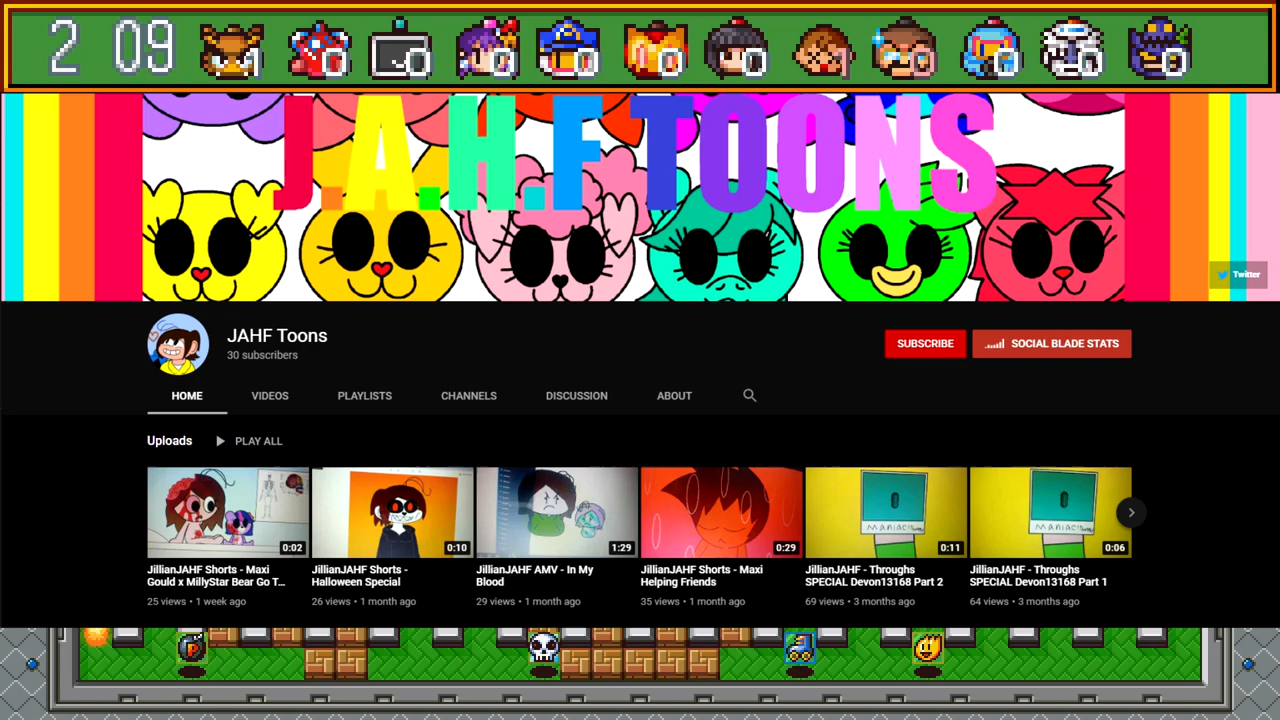 2 09
J.A.H.F TOONS
Twitter
JAHF Toons
30 subscribers
SUBSCRIBE
SOCIAL BLADE STATS
HOME VIDEOS PLAYLISTS CHANNELS DISCUSSION ABOUT
Uploads PLAY ALL
0:02
0:10
1:29
0:29
MANIAC
0:11
MANIAC
0:06
JillianJAHF Shorts - Maxi
Gould x MillyStar Bear Go T...
25 views • 1 week ago
JillianJAHF Shorts -
Halloween Special
26 views • 1 month ago
JillianJAHF AMV - In My
Blood
29 views • 1 month ago
JillianJAHF Shorts - Maxi
Helping Friends
35 views • 1 month ago
JillianJAHF - Throughs
SPECIAL Devon13168 Part 2
69 views • 3 months ago
JillianJAHF - Throughs
SPECIAL Devon13168 Part 1
64 views • 3 months ago